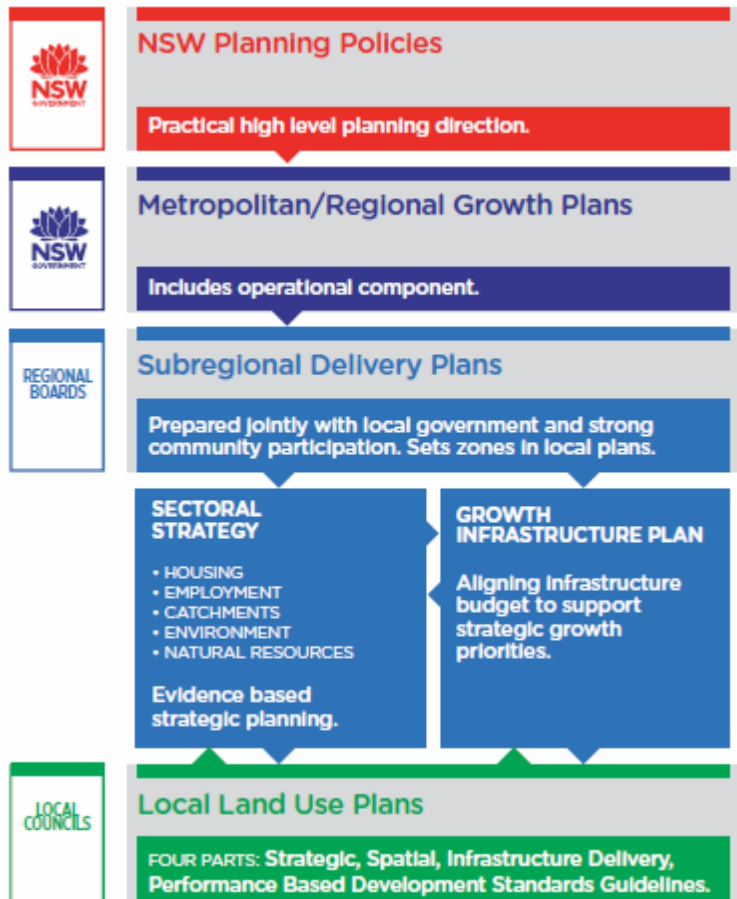 NSW
GOVERNMENT
NSW Planning Policies
Practical high level planning direction.
NSW
GOVERNMENT
Metropolitan/Regional Growth Plans
Includes operational component.
REGIONAL
BOARDS
Subregional Delivery Plans
Prepared jointly with local government and strong
community participation. Sets zones in local plans.
SECTORAL
STRATEGY
• HOUSING
• EMPLOYMENT
• CATCHMENTS
• ENVIRONMENT
• NATURAL RESOURCES
Evidence based
strategic planning.
GROWTH
INFRASTRUCTURE PLAN
Aligning infrastructure
budget to support
strategic growth
priorities.
LOCAL
COUNCILS
Local Land Use Plans
FOUR PARTS: Strategic, Spatial, Infrastructure Delivery,
Performance Based Development Standards Guidelines.